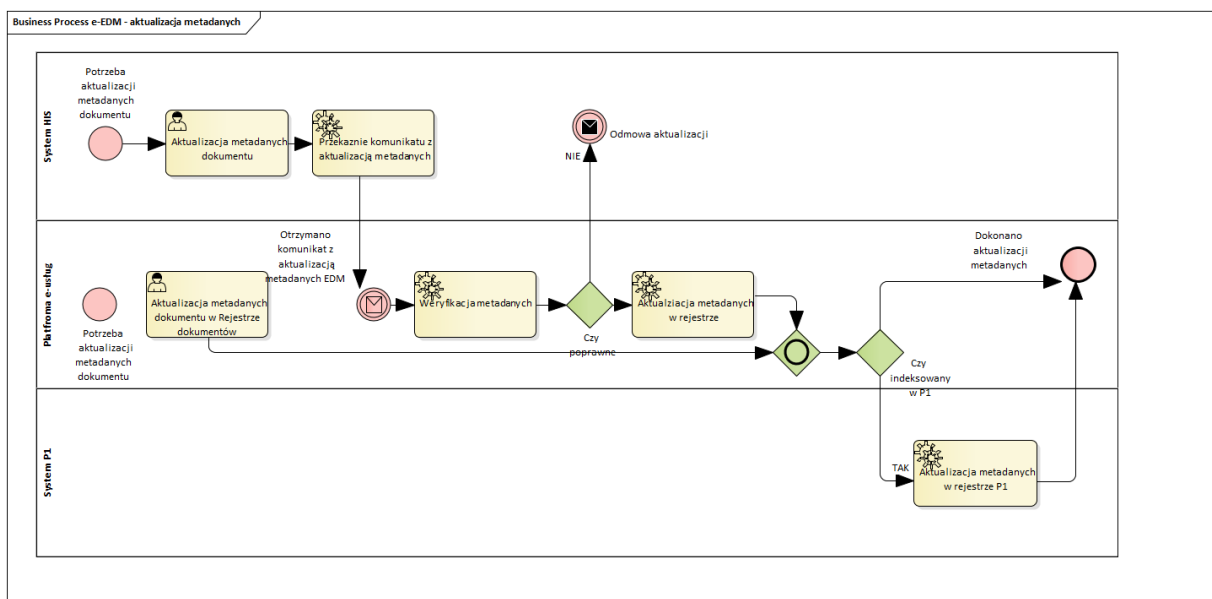 Business Process e-EDM - aktualizacja metadanych
System HIS
Potrzeba
aktualizacji
metadanych
dokumentu
Aktualizacja metadanych
dokumentu
Przekaznie komunikatu z
aktualizacją metadanych
NIE
Odmowa aktualizacji
Platfroma e-usług
Potrzeba
aktualizacji
metadanych
dokumentu
Aktualizacja metadanych
dokumentu w Rejestrze
dokumentów
Otrzymano
komunikat z
aktualizacją
metadanych EDM
Weryfikacja metadanych
Czy
poprawne
Aktualziacja metadanych
w rejestrze
Czy
indeksowany
w P1
Dokonano
aktualizacji
metadanych
System P1
TAK
Aktualizacja metadanych
w rejestrze P1